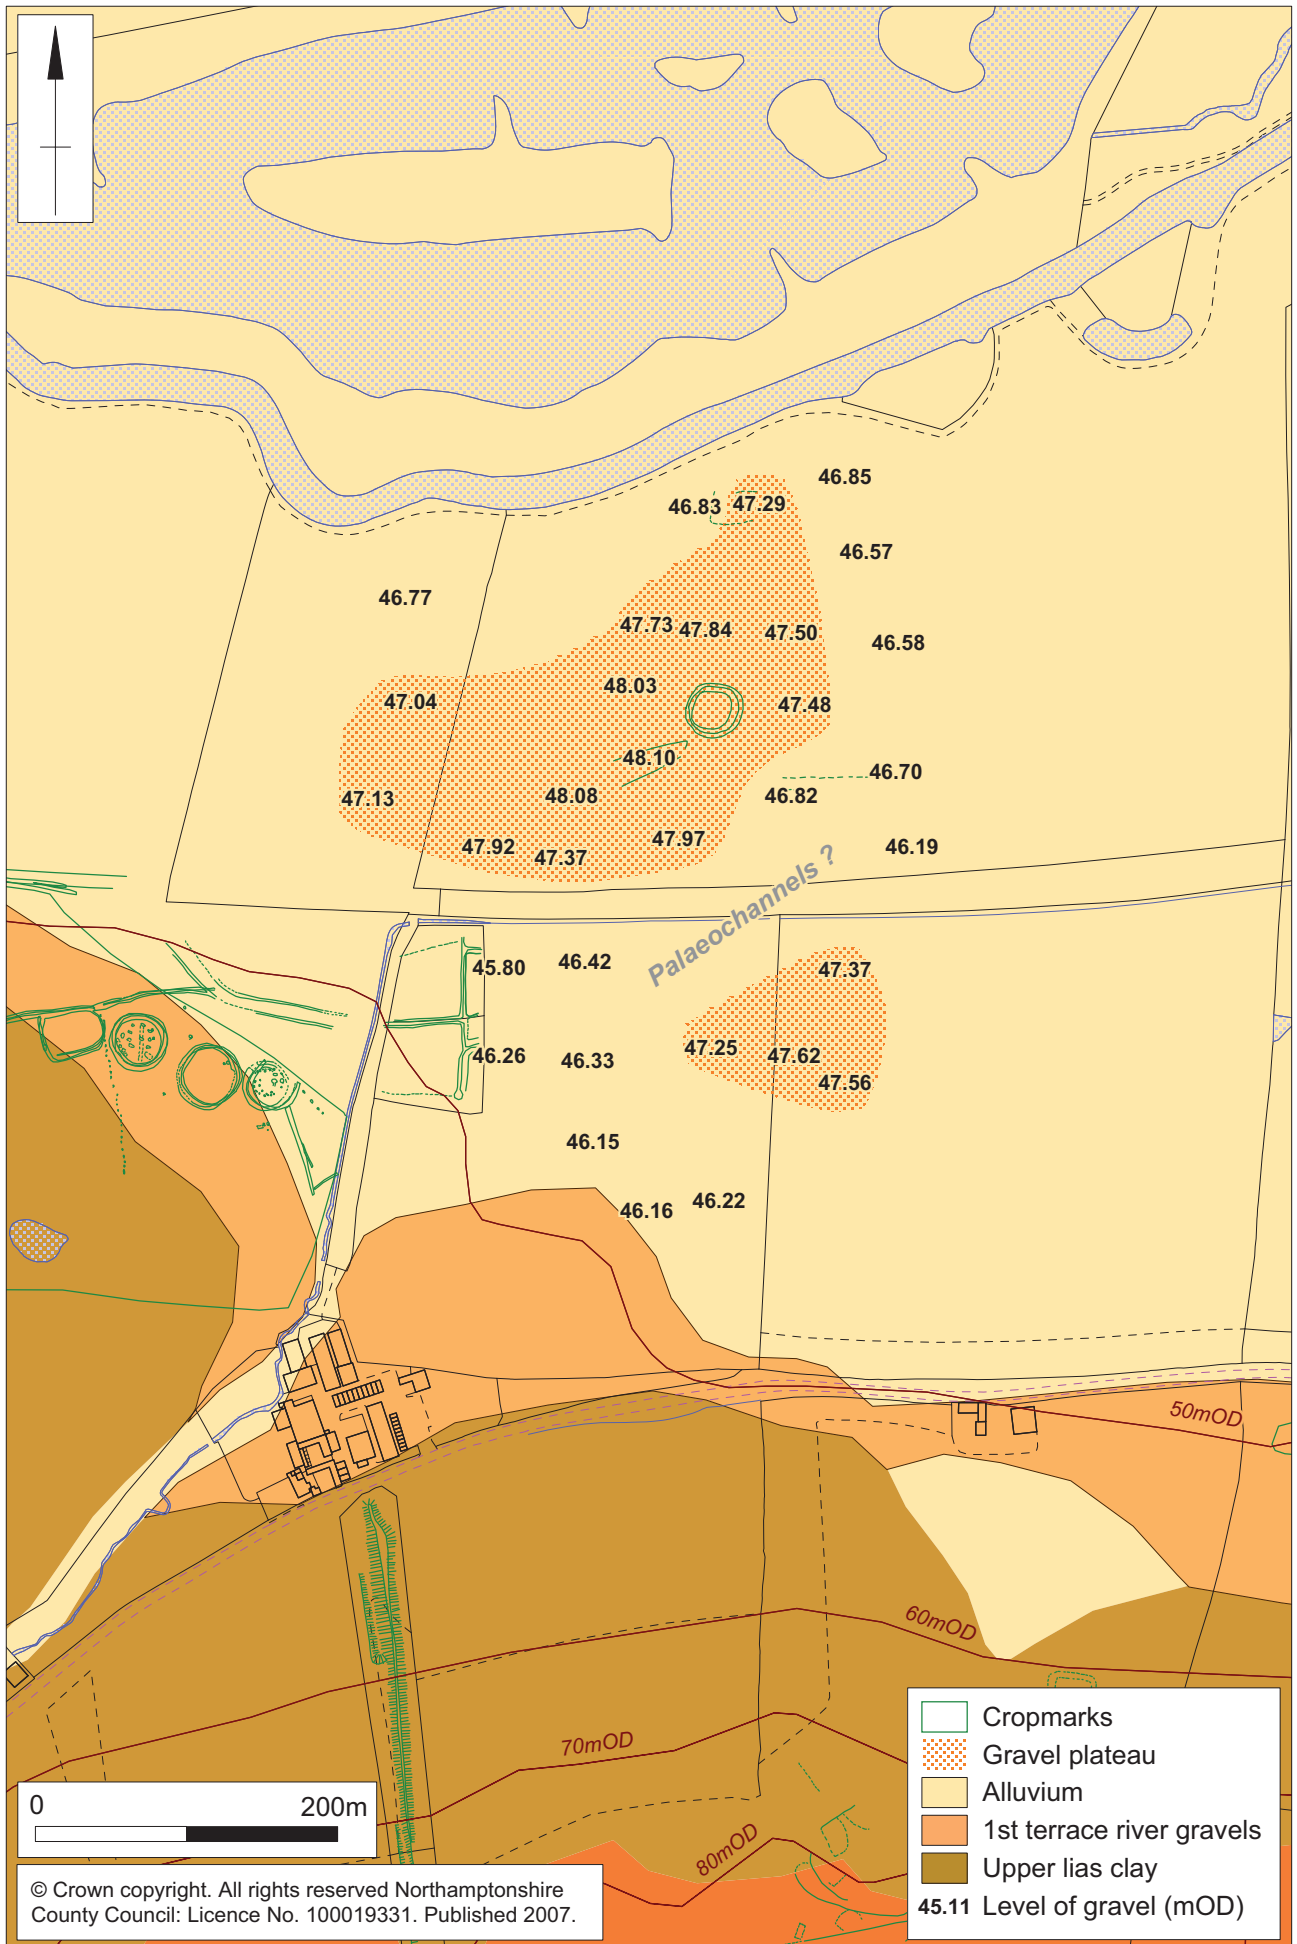 46.85
46.83
47.29
46.57
46.77
47.73
47.84
47.50
46.58
48.03
47.04
47.48
48.10
46.70
47.13
48.08
46.82
47.92
47.37
47.97
46.19
Palaeochannels ?
45.80
46.42
47.37
46.26
46.33
47.25
47.62
47.56
46.15
46.16
46.22
50mOD
60mOD
70mOD
80mOD
Cropmarks
Gravel plateau
Alluvium
1st terrace river gravels
Upper lias clay
45.11 Level of gravel (mOD)
0 200m
© Crown copyright. All rights reserved Northamptonshire
County Council: Licence No. 100019331. Published 2007.